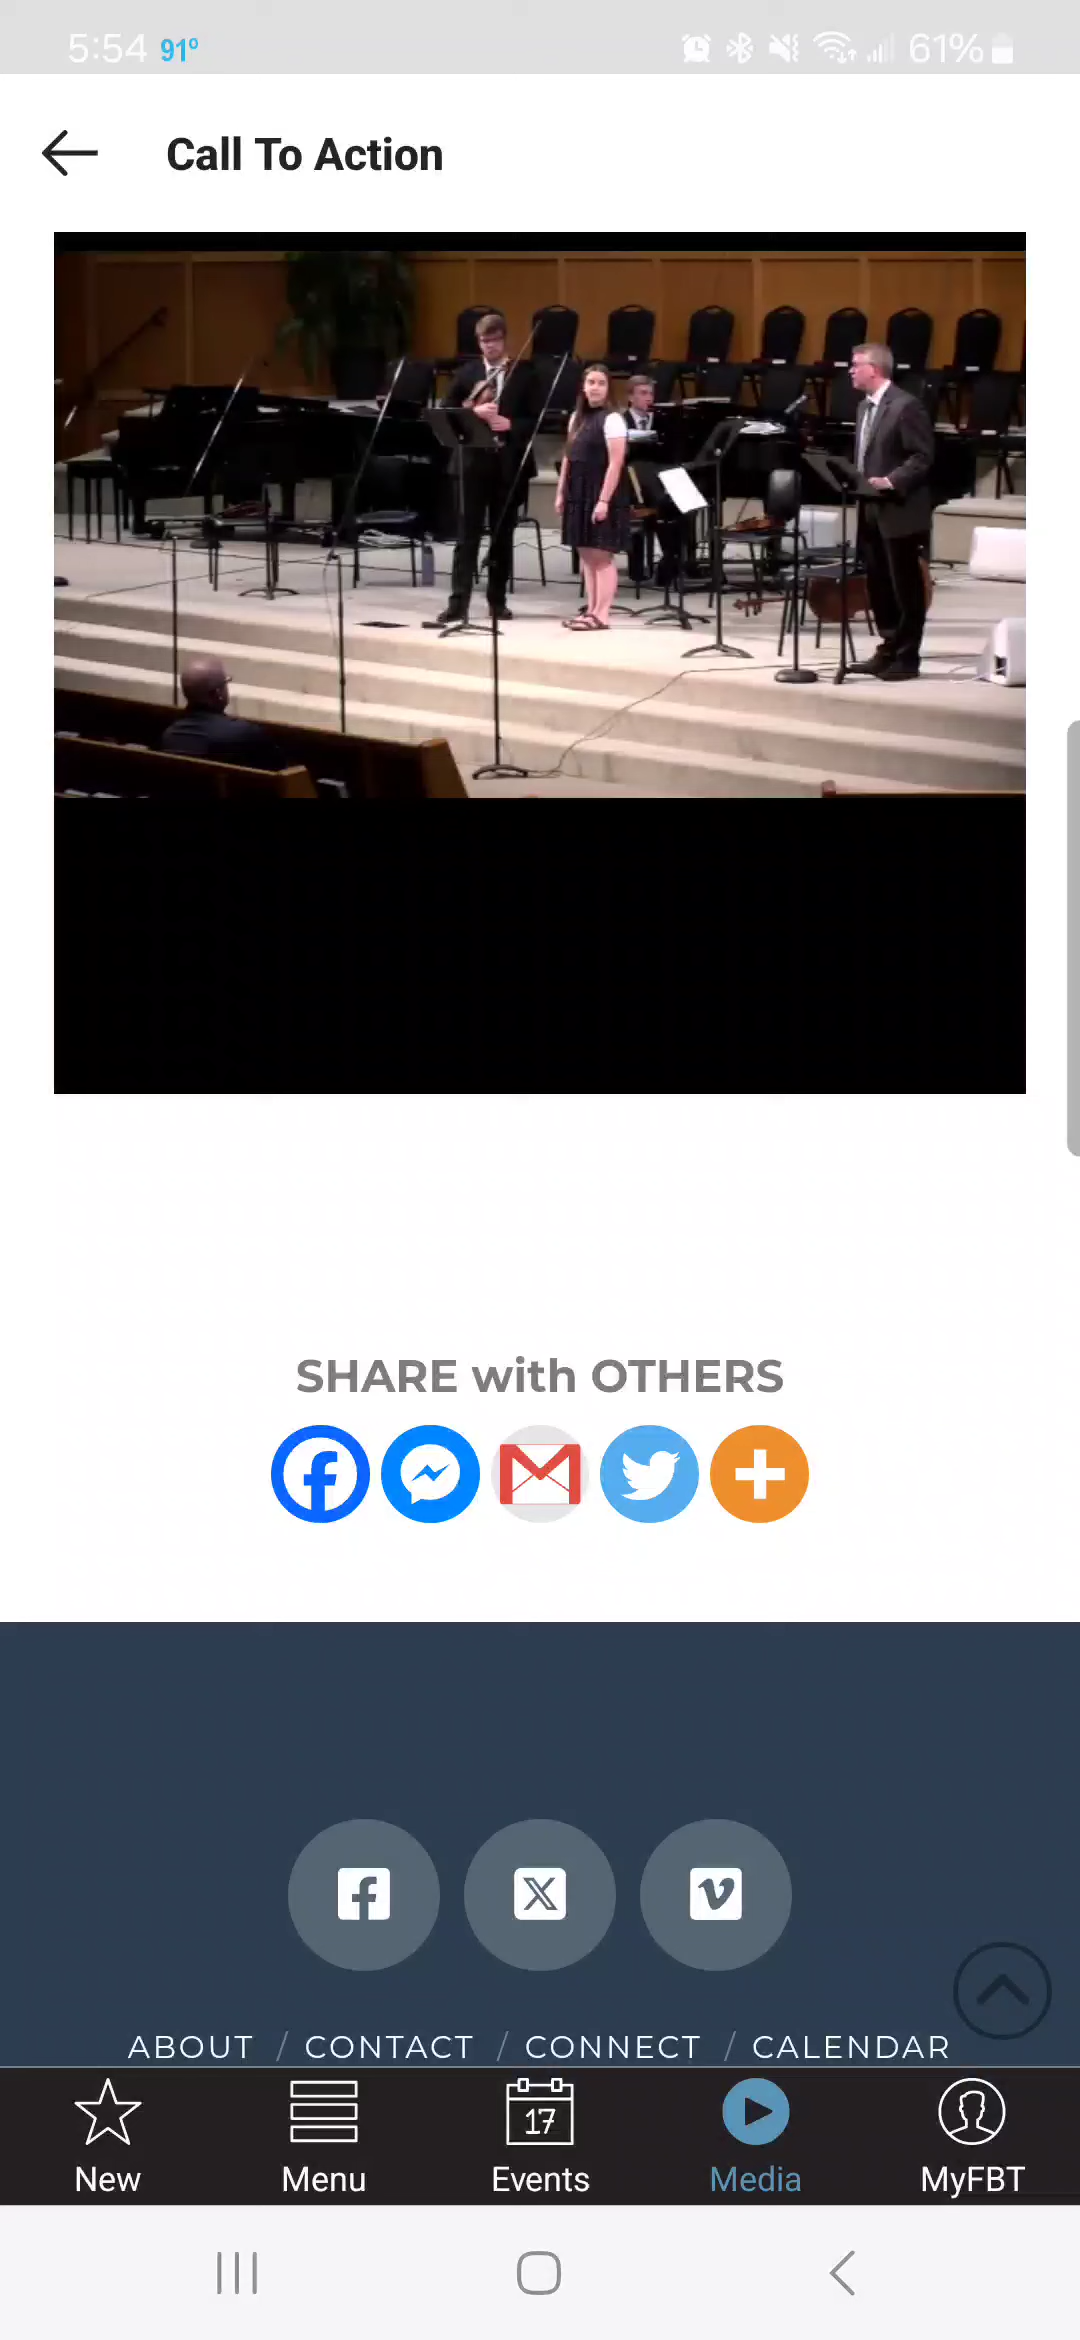 5:54 91° 61%
Call To Action
SHARE with OTHERS
ABOUT / CONTACT / CONNECT / CALENDAR
17
New Menu Events Media MyFBT